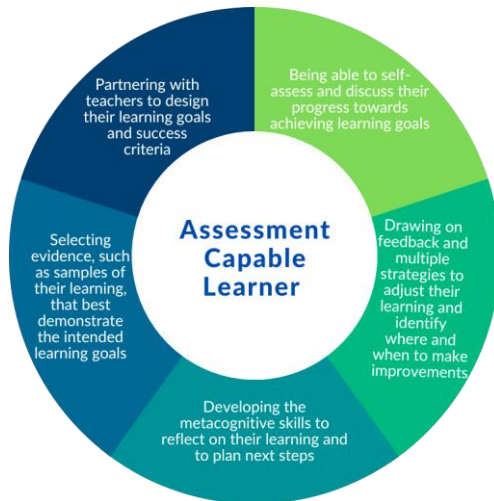 Partnering with
teachers to design
their learning goals
and success
criteria
Being able to self-
assess and discuss their
progress towards
achieving learning goals
Assessment
Capable
Learner
Selecting
evidence, such
as samples of
their learning,
that best
demonstrate
the intended
learning goals
Drawing on
feedback and
multiple
strategies to
adjust their
learning and
identify
where and
when to make
improvements
Developing the
metacognitive skills to
reflect on their learning and
to plan next steps